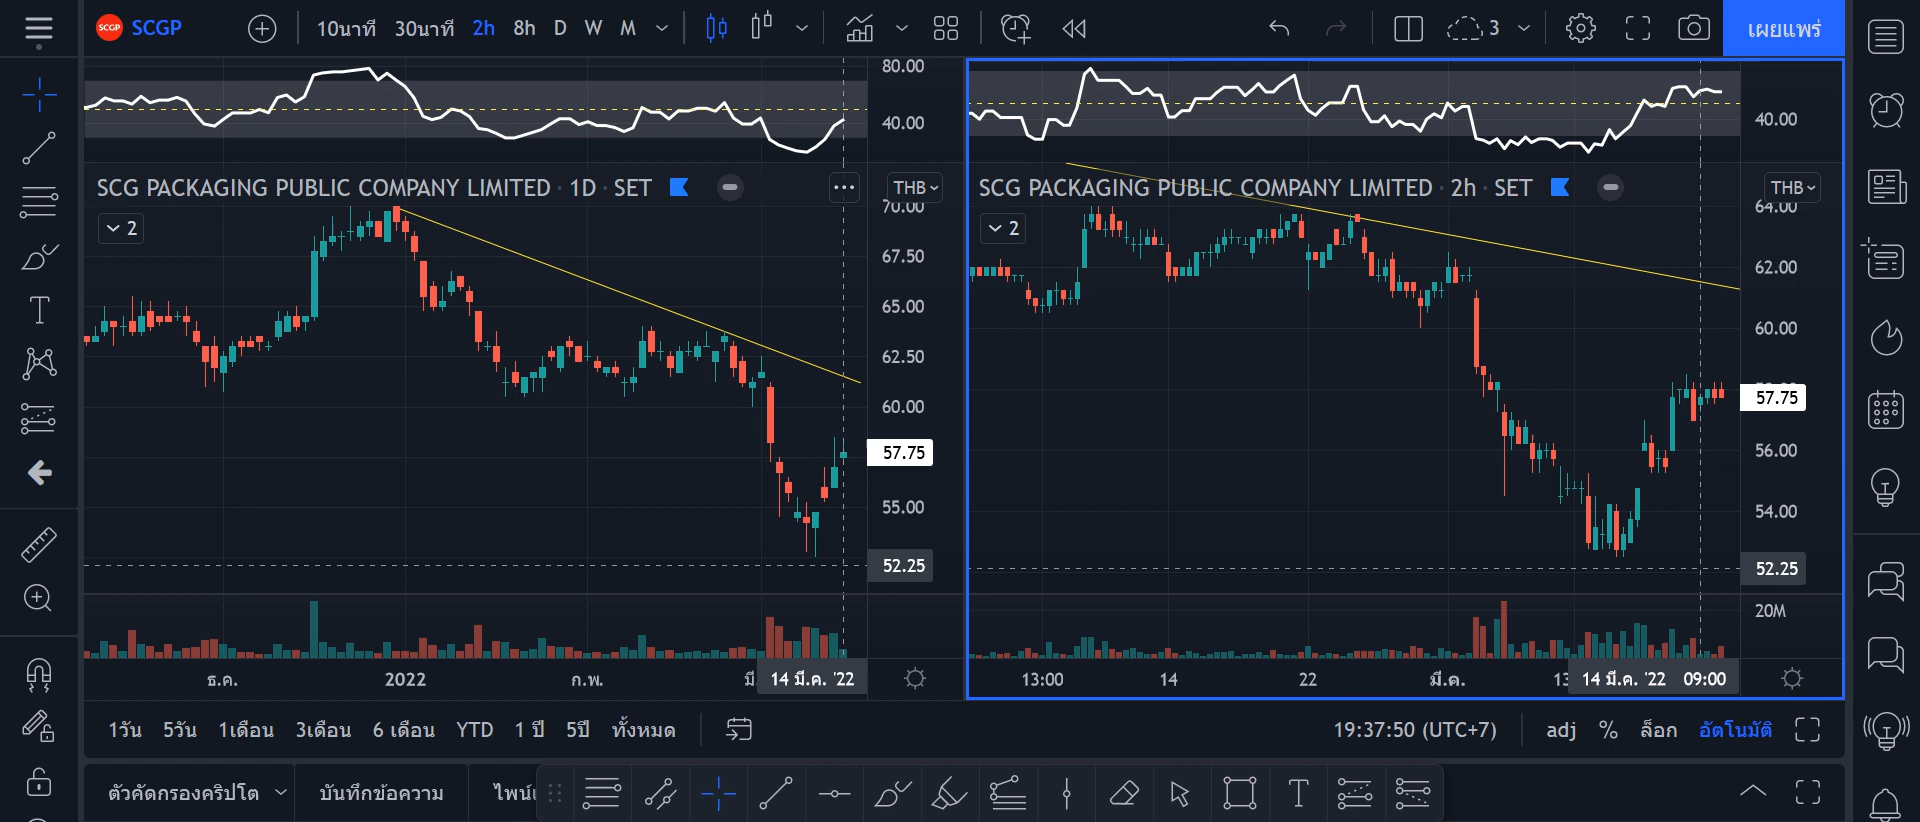 SCGP SCGP 10นาที 30นาที 2h 8h D W M 3 เผยแพร่
80.00
40.00
SCG PACKAGING PUBLIC COMPANY LIMITED · 1D · SET THB
70.00
2
67.50
65.00
62.50
60.00
57.75
55.00
52.25
ธ.ค. 2022 ก.พ. มี. 14 มี.ค. '22
40.00
SCG PACKAGING PUBLIC COMPANY LIMITED · 2h · SET THB
64.00
2
62.00
60.00
57.75
56.00
54.00
52.25
20M
13:00 14 22 มี.ค. 13 14 มี.ค. '22 09:00
1วัน 5วัน 1เดือน 3เดือน 6 เดือน YTD 1 ปี 5ปี ทั้งหมด 19:37:50 (UTC+7) adj % ล็อก อัตโนมัติ
ตัวคัดกรองคริปโต บันทึกข้อความ ไพน์